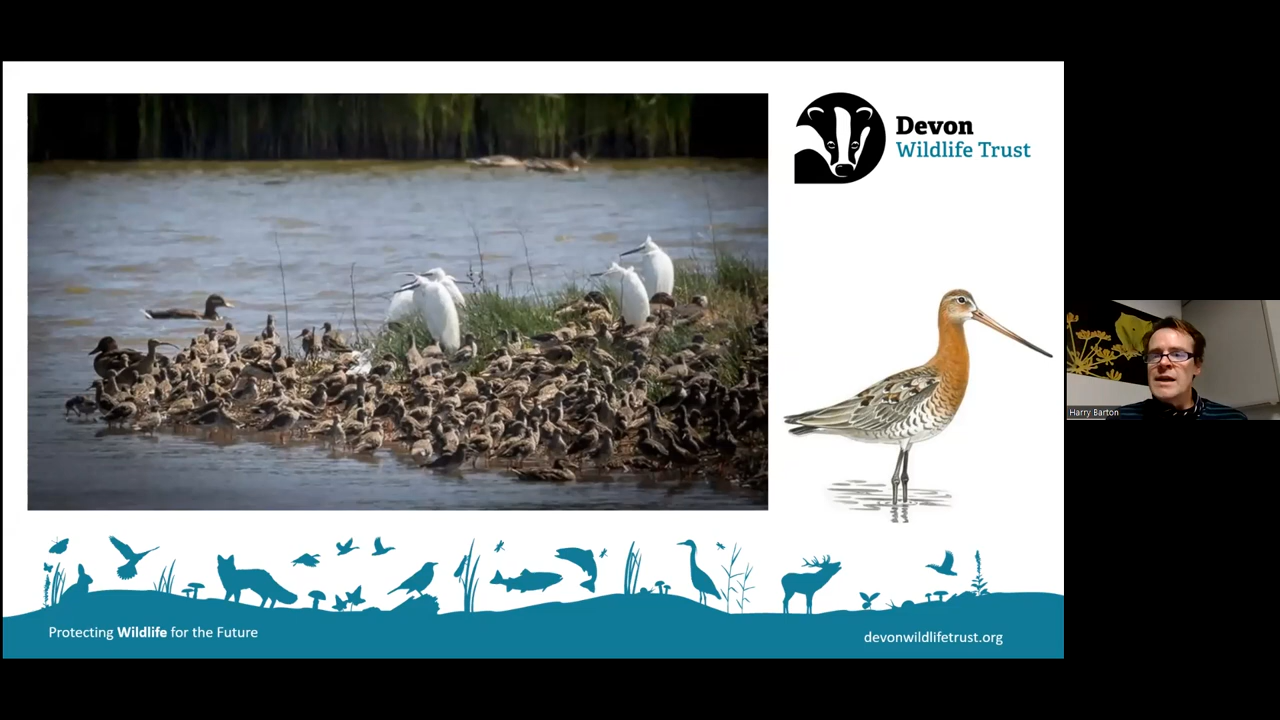 Devon
Wildlife Trust
Harry Barton
Protecting Wildlife for the Future
devonwildlifetrust.org